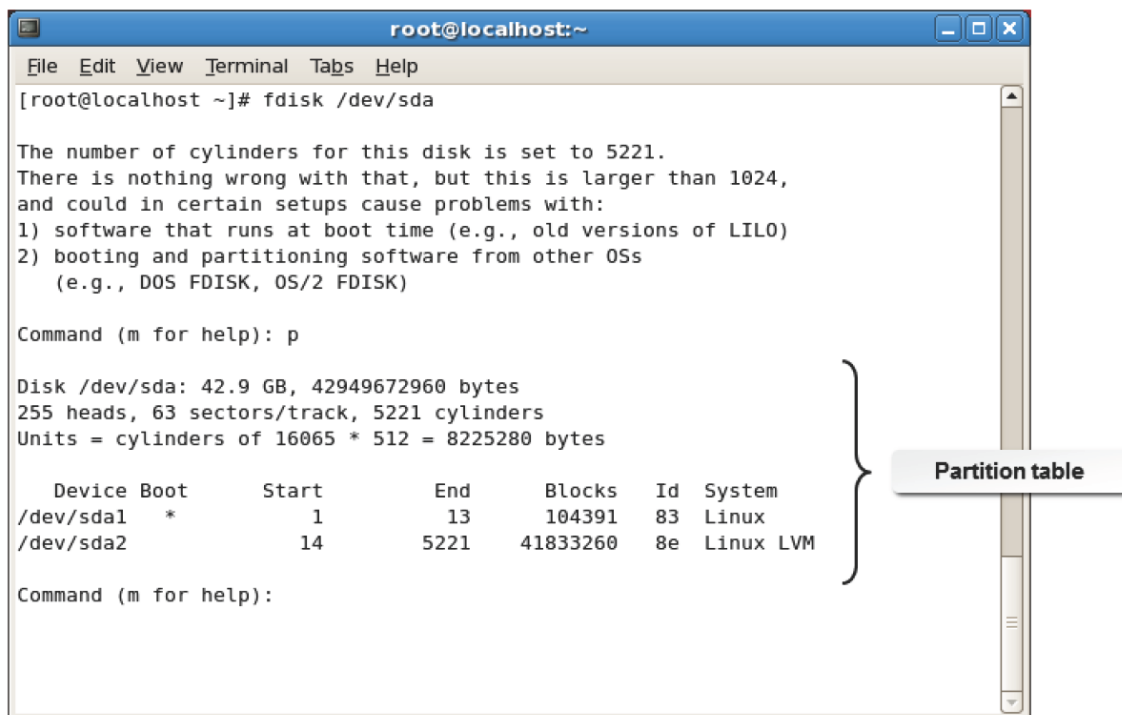 root@localhost:~
File Edit View Terminal Tabs Help
[root@localhost ~]# fdisk /dev/sda
The number of cylinders for this disk is set to 5221.
There is nothing wrong with that, but this is larger than 1024,
and could in certain setups cause problems with:
1) software that runs at boot time (e.g., old versions of LILO)
2) booting and partitioning software from other OSs
   (e.g., DOS FDISK, OS/2 FDISK)
Command (m for help): p
Disk /dev/sda: 42.9 GB, 42949672960 bytes
255 heads, 63 sectors/track, 5221 cylinders
Units = cylinders of 16065 * 512 = 8225280 bytes
Partition table
   Device Boot      Start         End      Blocks   Id  System
/dev/sda1   *           1          13      104391   83  Linux
/dev/sda2              14        5221    41833260   8e  Linux LVM
Command (m for help):